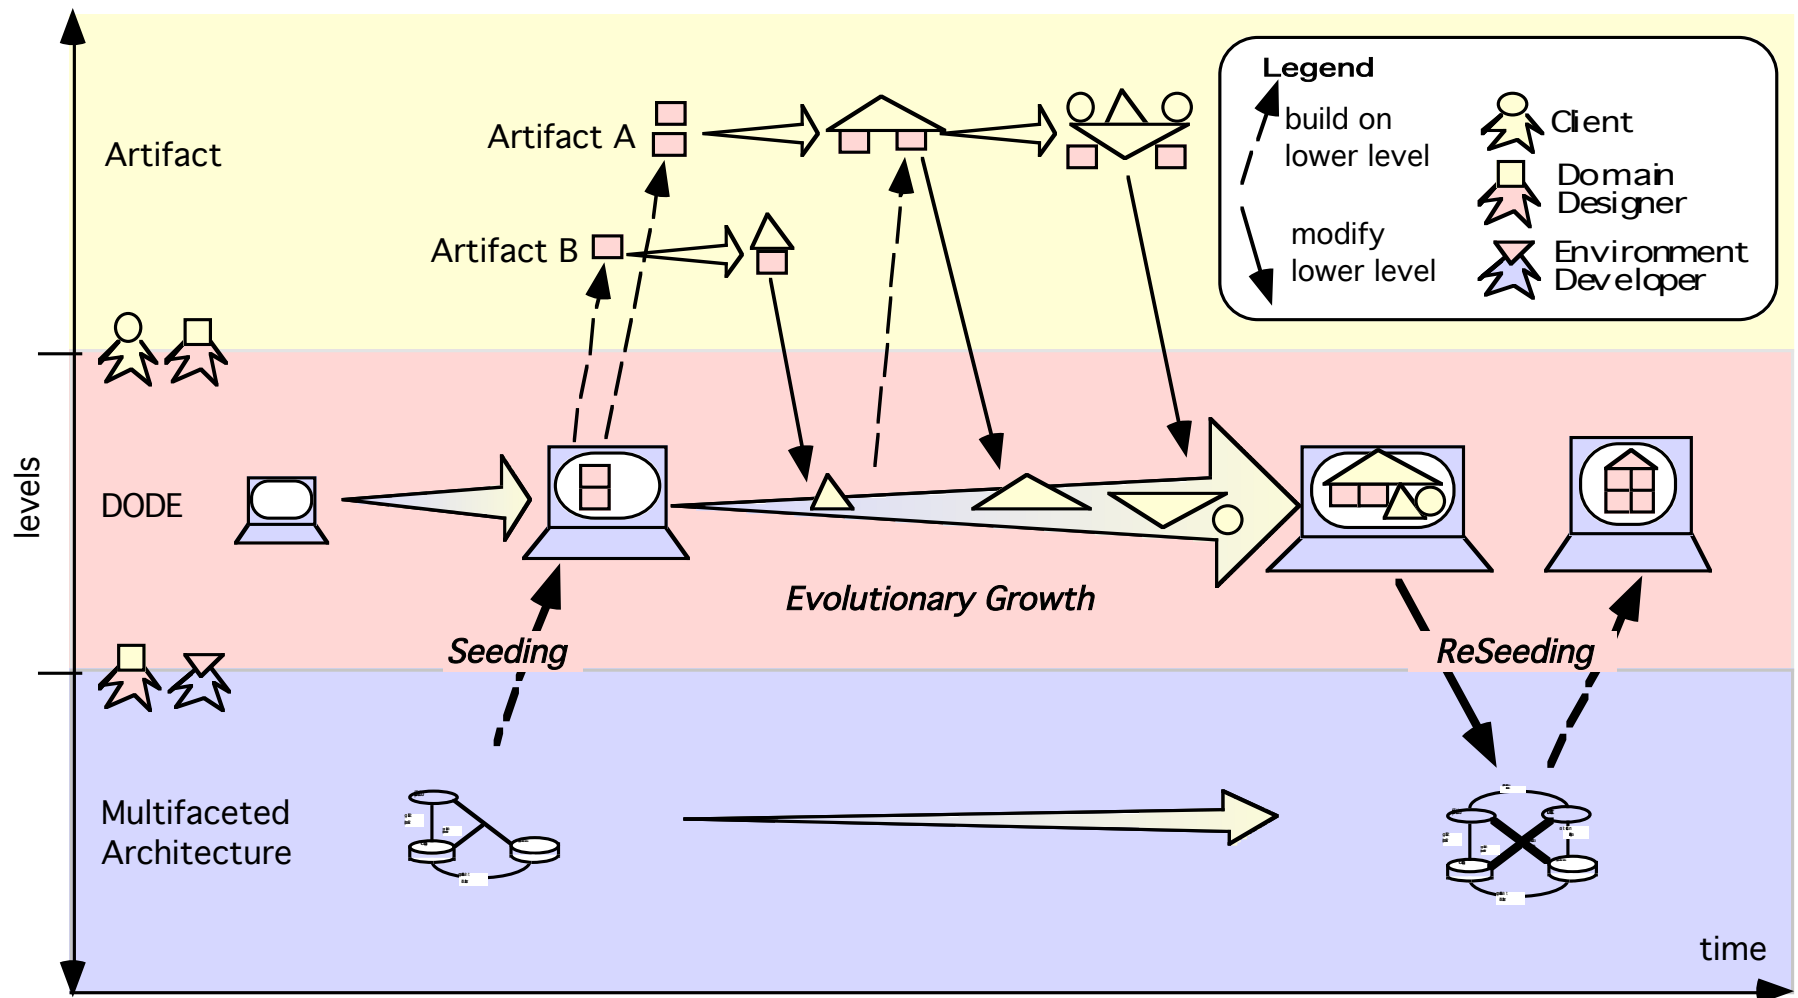 Legend
build on
lower level
modify
lower level
Client
Domain
Designer
Environment
Developer
Artifact
Artifact A
Artifact B
levels
DODE
Evolutionary Growth
Seeding
ReSeeding
Multifaceted
Architecture
time